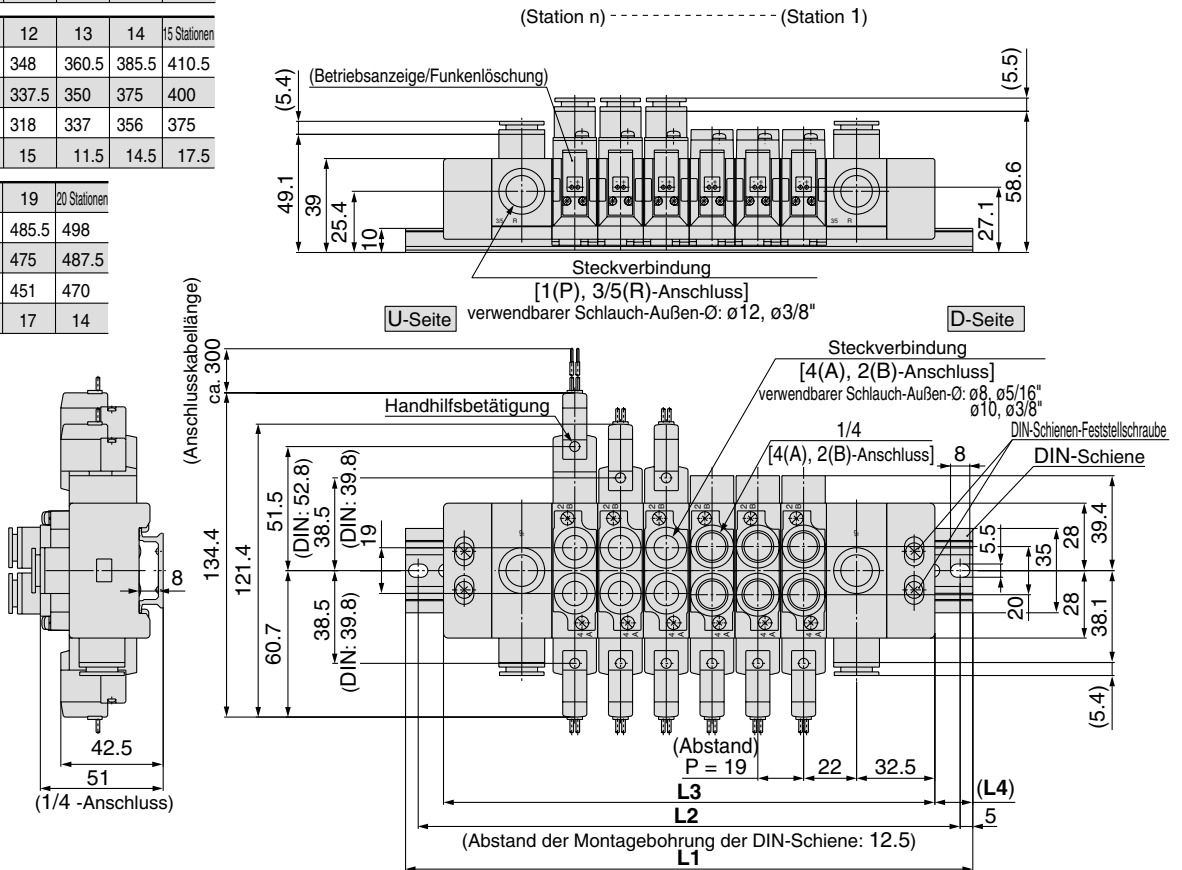 12 13 14 15 Stationen
348 360.5 385.5 410.5
337.5 350 375 400
318 337 356 375
15 11.5 14.5 17.5
19 20 Stationen
485.5 498
475 487.5
451 470
17 14
(Station n) (Station 1)
(Betriebsanzeige/Funkenlöschung)
(5.4)
49.1
39
25.4
10
(5.5)
58.6
27.1
35 R
35 R
Steckverbindung
[1(P), 3/5(R)-Anschluss]
verwendbarer Schlauch-Außen-Ø: ø12, ø3/8"
U-Seite
D-Seite
(Anschlusskabellänge)
ca. 300
Handhilfsbetätigung
Steckverbindung
[4(A), 2(B)-Anschluss]
verwendbarer Schlauch-Außen-Ø: ø8, ø5/16"
ø10, ø3/8"
1/4
[4(A), 2(B)-Anschluss]
DIN-Schienen-Feststellschraube
DIN-Schiene
8
134.4
121.4
51.5
(DIN: 52.8)
38.5
(DIN: 39.8)
19
60.7
38.5
(DIN: 39.8)
5.5
35
28
39.4
20
28
38.1
(5.4)
8
42.5
51
(1/4 -Anschluss)
(Abstand)
P = 19
22
32.5
L3
(L4)
L2
5
(Abstand der Montagebohrung der DIN-Schiene: 12.5)
L1